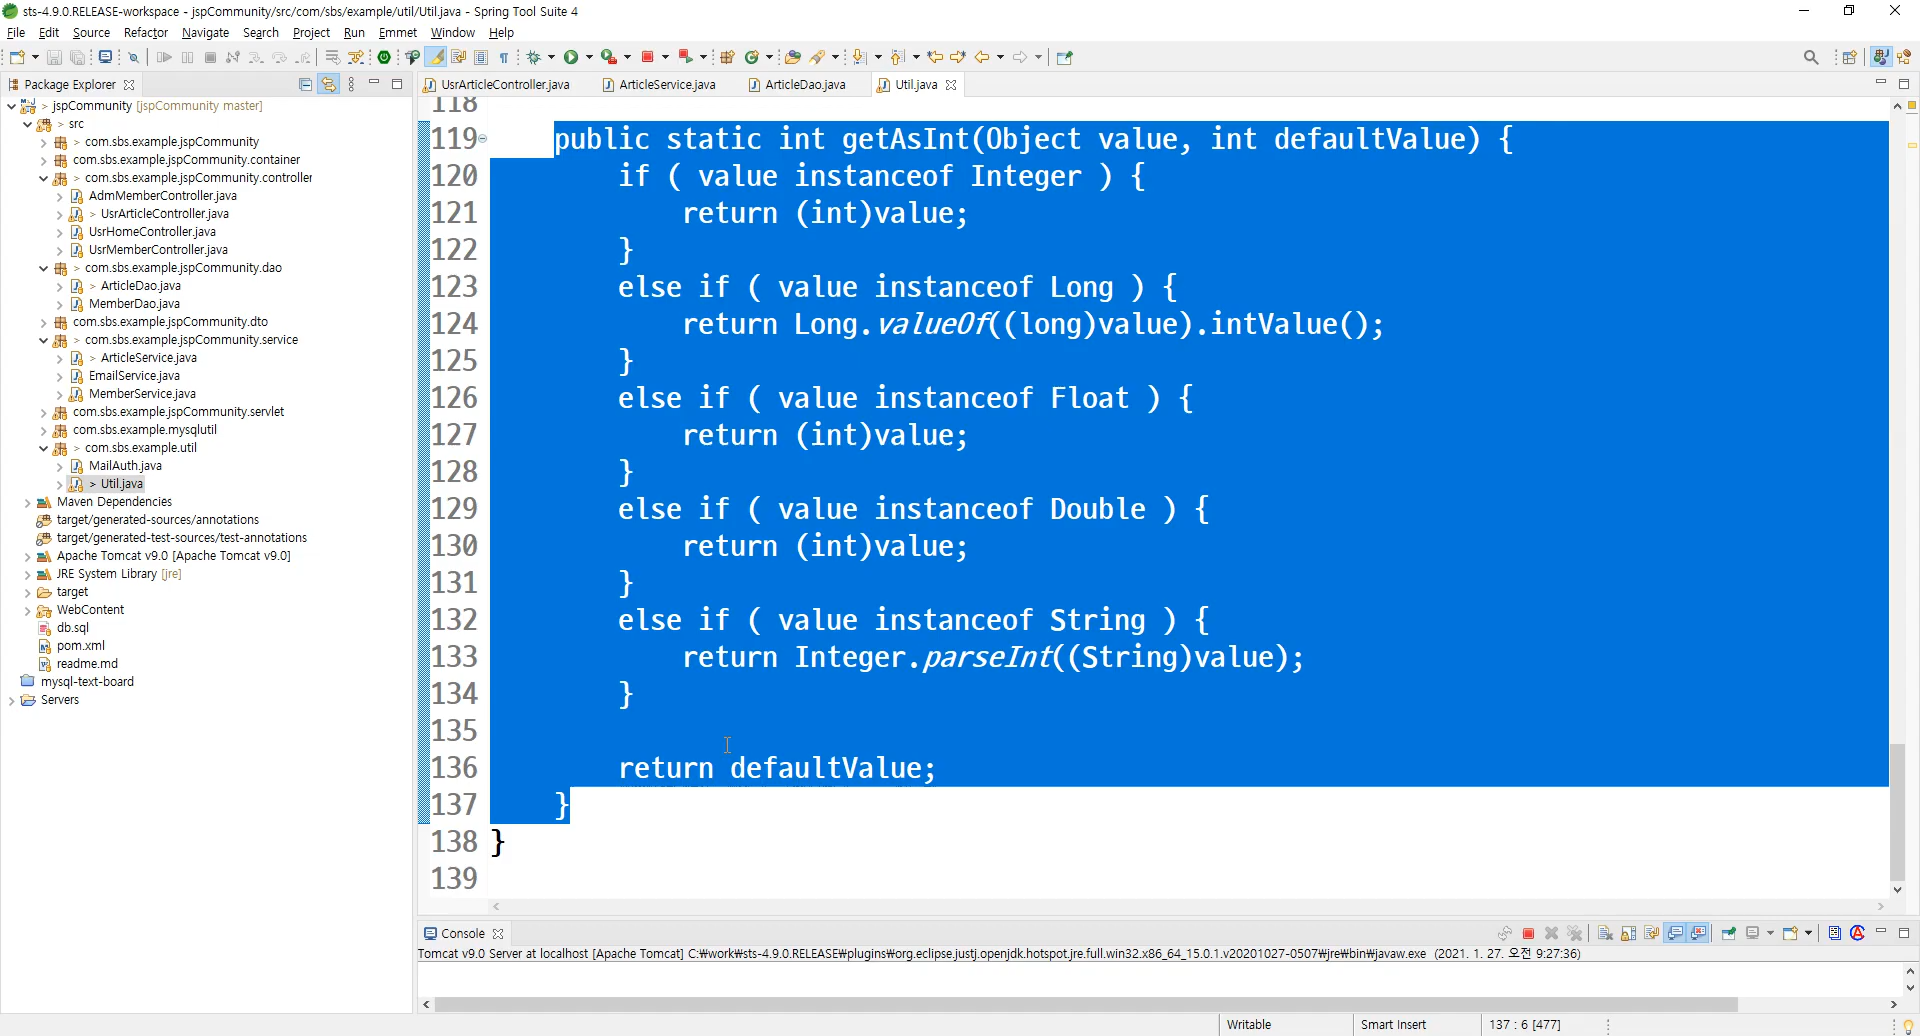 sts-4.9.0.RELEASE-workspace - jspCommunity/src/com/sbs/example/util/Util.java - Spring Tool Suite 4
File Edit Source Refactor Navigate Search Project Run Emmet Window Help
Package Explorer
> jspCommunity [jspCommunity master]
> src
> com.sbs.example.jspCommunity
com.sbs.example.jspCommunity.container
> com.sbs.example.jspCommunity.controller
AdmMemberController.java
> UsrArticleController.java
UsrHomeController.java
UsrMemberController.java
> com.sbs.example.jspCommunity.dao
> ArticleDao.java
MemberDao.java
com.sbs.example.jspCommunity.dto
> com.sbs.example.jspCommunity.service
> ArticleService.java
EmailService.java
MemberService.java
com.sbs.example.jspCommunity.servlet
com.sbs.example.mysqlutil
> com.sbs.example.util
MailAuth.java
> Util.java
Maven Dependencies
target/generated-sources/annotations
target/generated-test-sources/test-annotations
Apache Tomcat v9.0 [Apache Tomcat v9.0]
JRE System Library [jre]
target
WebContent
db.sql
pom.xml
readme.md
mysql-text-board
Servers
UsrArticleController.java ArticleService.java ArticleDao.java Util.java
118
119 public static int getAsInt(Object value, int defaultValue) {
120 if ( value instanceof Integer ) {
121 return (int)value;
122 }
123 else if ( value instanceof Long ) {
124 return Long.valueOf((long)value).intValue();
125 }
126 else if ( value instanceof Float ) {
127 return (int)value;
128 }
129 else if ( value instanceof Double ) {
130 return (int)value;
131 }
132 else if ( value instanceof String ) {
133 return Integer.parseInt((String)value);
134 }
135
136 return defaultValue;
137 }
138 }
139
Console
Tomcat v9.0 Server at localhost [Apache Tomcat] C:₩work₩sts-4.9.0.RELEASE₩plugins₩org.eclipse.justj.openjdk.hotspot.jre.full.win32.x86_64_15.0.1.v20201027-0507₩jre₩bin₩javaw.exe (2021. 1. 27. 오전 9:27:36)
Writable Smart Insert 137 : 6 [477]